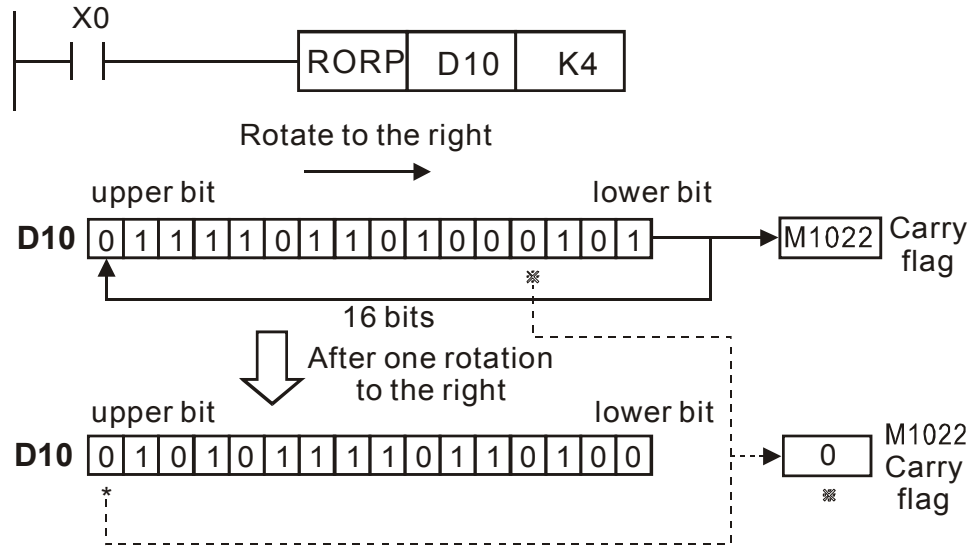 X0
RORP D10 K4
Rotate to the right
upper bit lower bit
D10 0 1 1 1 1 0 1 1 0 1 0 0 0 1 0 1 M1022 Carry
flag
※
16 bits
After one rotation
to the right
upper bit lower bit
D10 0 1 0 1 0 1 1 1 1 0 1 1 0 1 0 0 0 M1022
Carry
flag
* ※